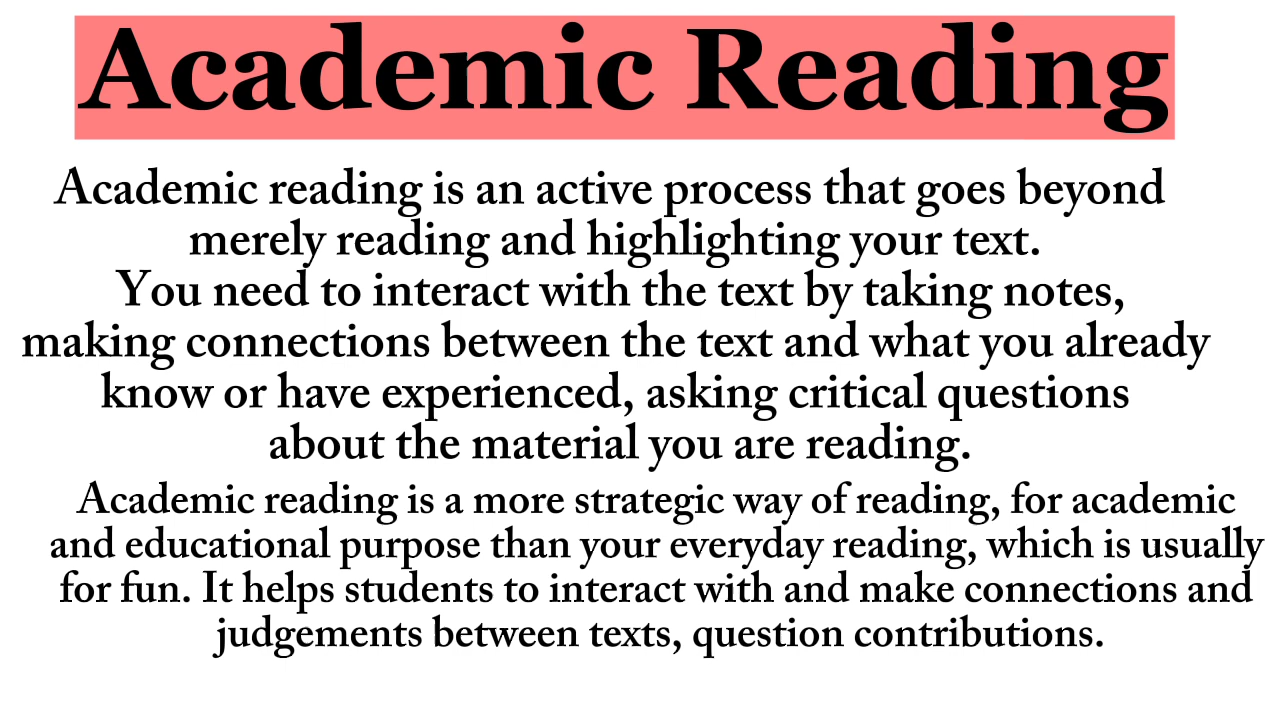 Academic Reading
Academic reading is an active process that goes beyond
merely reading and highlighting your text.
You need to interact with the text by taking notes,
making connections between the text and what you already
know or have experienced, asking critical questions
about the material you are reading.
Academic reading is a more strategic way of reading, for academic
and educational purpose than your everyday reading, which is usually
for fun. It helps students to interact with and make connections and
judgements between texts, question contributions.